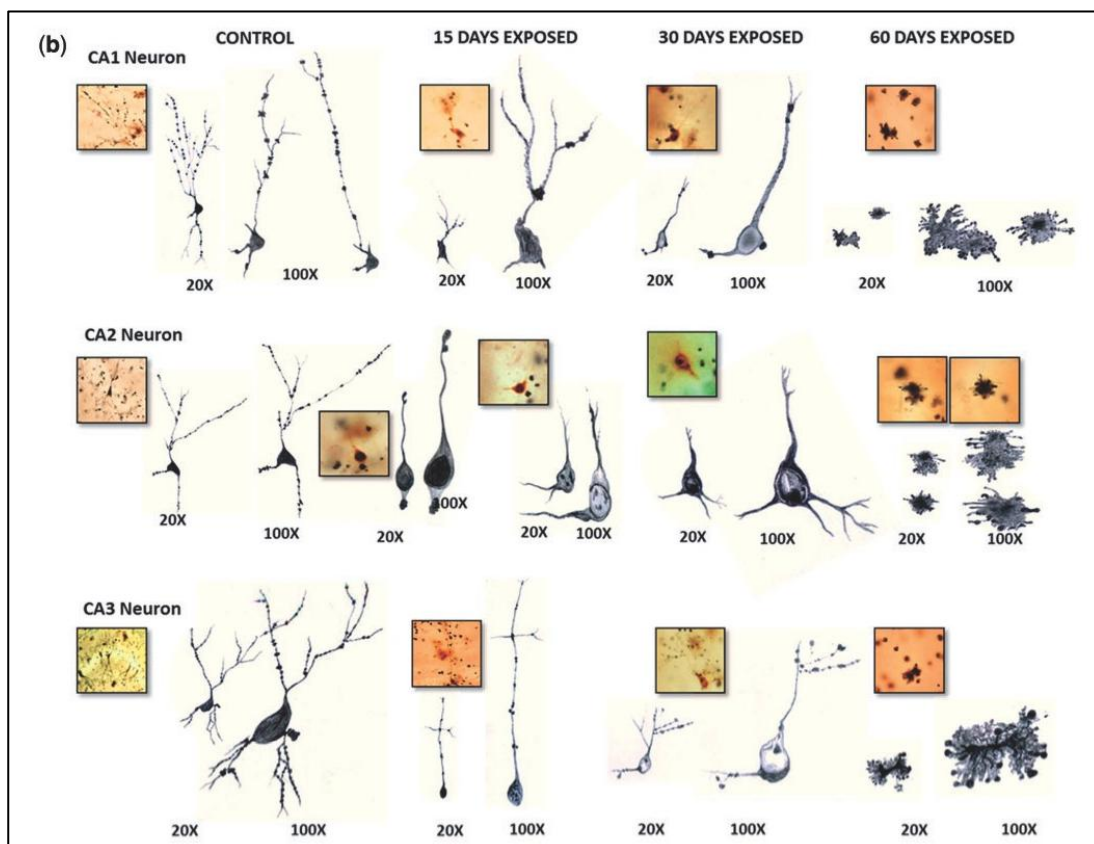 (b)
CONTROL 15 DAYS EXPOSED 30 DAYS EXPOSED 60 DAYS EXPOSED
CA1 Neuron
20X 100X 20X 100X 20X 100X 20X 100X
CA2 Neuron
20X 100X 20X 100X 20X 100X 20X 100X 20X 100X
CA3 Neuron
20X 100X 20X 100X 20X 100X 20X 100X